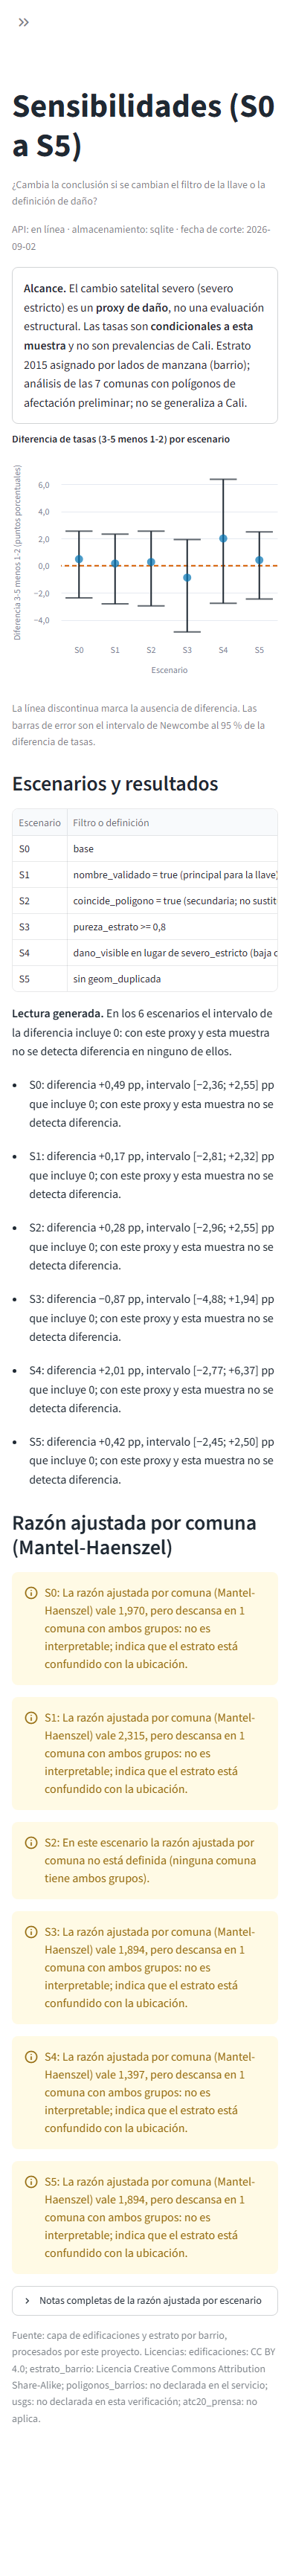 Sensibilidades (S0
a S5)
¿Cambia la conclusión si se cambian el filtro de la llave o la
definición de daño?
API: en línea · almacenamiento: sqlite · fecha de corte: 2026-
09-02
Alcance. El cambio satelital severo (severo
estricto) es un proxy de daño, no una evaluación
estructural. Las tasas son condicionales a esta
muestra y no son prevalencias de Cali. Estrato
2015 asignado por lados de manzana (barrio);
análisis de las 7 comunas con polígonos de
afectación preliminar; no se generaliza a Cali.
Diferencia de tasas (3-5 menos 1-2) por escenario
Diferencia 3-5 menos 1-2 (puntos porcentuales)
6,0
4,0
2,0
0,0
−2,0
−4,0
S0 S1 S2 S3 S4 S5
Escenario
La línea discontinua marca la ausencia de diferencia. Las
barras de error son el intervalo de Newcombe al 95 % de la
diferencia de tasas.
Escenarios y resultados
Escenario Filtro o definición
S0 base
S1 nombre_validado = true (principal para la llave)
S2 coincide_poligono = true (secundaria; no sustit
S3 pureza_estrato >= 0,8
S4 dano_visible en lugar de severo_estricto (baja
S5 sin geom_duplicada
Lectura generada. En los 6 escenarios el intervalo de
la diferencia incluye 0: con este proxy y esta muestra
no se detecta diferencia en ninguno de ellos.
• S0: diferencia +0,49 pp, intervalo [−2,36; +2,55] pp
que incluye 0; con este proxy y esta muestra no se
detecta diferencia.
• S1: diferencia +0,17 pp, intervalo [−2,81; +2,32] pp
que incluye 0; con este proxy y esta muestra no se
detecta diferencia.
• S2: diferencia +0,28 pp, intervalo [−2,96; +2,55] pp
que incluye 0; con este proxy y esta muestra no se
detecta diferencia.
• S3: diferencia −0,87 pp, intervalo [−4,88; +1,94] pp
que incluye 0; con este proxy y esta muestra no se
detecta diferencia.
• S4: diferencia +2,01 pp, intervalo [−2,77; +6,37] pp
que incluye 0; con este proxy y esta muestra no se
detecta diferencia.
• S5: diferencia +0,42 pp, intervalo [−2,45; +2,50] pp
que incluye 0; con este proxy y esta muestra no se
detecta diferencia.
Razón ajustada por comuna
(Mantel-Haenszel)
S0: La razón ajustada por comuna (Mantel-
Haenszel) vale 1,970, pero descansa en 1
comuna con ambos grupos: no es
interpretable; indica que el estrato está
confundido con la ubicación.
S1: La razón ajustada por comuna (Mantel-
Haenszel) vale 2,315, pero descansa en 1
comuna con ambos grupos: no es
interpretable; indica que el estrato está
confundido con la ubicación.
S2: En este escenario la razón ajustada por
comuna no está definida (ninguna comuna
tiene ambos grupos).
S3: La razón ajustada por comuna (Mantel-
Haenszel) vale 1,894, pero descansa en 1
comuna con ambos grupos: no es
interpretable; indica que el estrato está
confundido con la ubicación.
S4: La razón ajustada por comuna (Mantel-
Haenszel) vale 1,397, pero descansa en 1
comuna con ambos grupos: no es
interpretable; indica que el estrato está
confundido con la ubicación.
S5: La razón ajustada por comuna (Mantel-
Haenszel) vale 1,894, pero descansa en 1
comuna con ambos grupos: no es
interpretable; indica que el estrato está
confundido con la ubicación.
Notas completas de la razón ajustada por escenario
Fuente: capa de edificaciones y estrato por barrio,
procesados por este proyecto. Licencias: edificaciones: CC BY
4.0; estrato_barrio: Licencia Creative Commons Attribution
Share-Alike; poligonos_barrios: no declarada en el servicio;
usgs: no declarada en esta verificación; atc20_prensa: no
aplica.